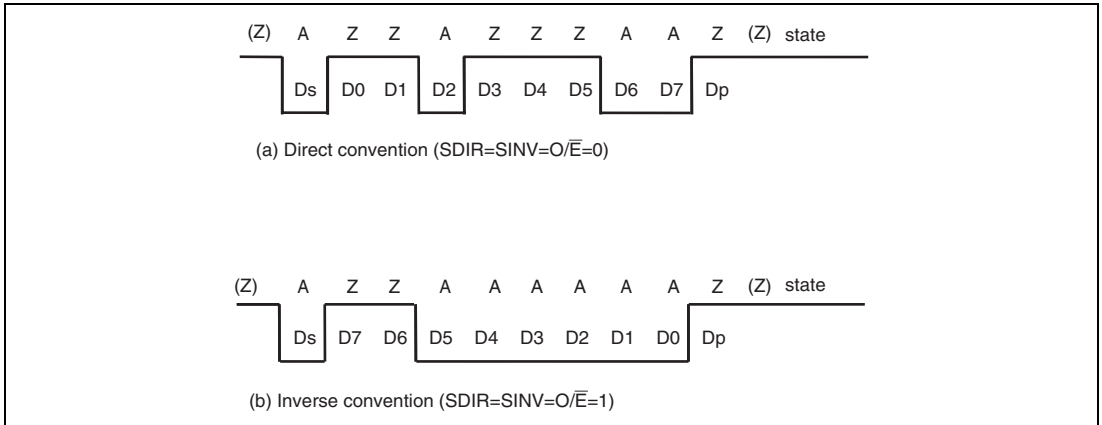 (Z) A Z Z A Z Z Z A A Z (Z) state
Ds D0 D1 D2 D3 D4 D5 D6 D7 Dp
(a) Direct convention (SDIR=SINV=O/E̅=0)
(Z) A Z Z A A A A A A Z (Z) state
Ds D7 D6 D5 D4 D3 D2 D1 D0 Dp
(b) Inverse convention (SDIR=SINV=O/E̅=1)